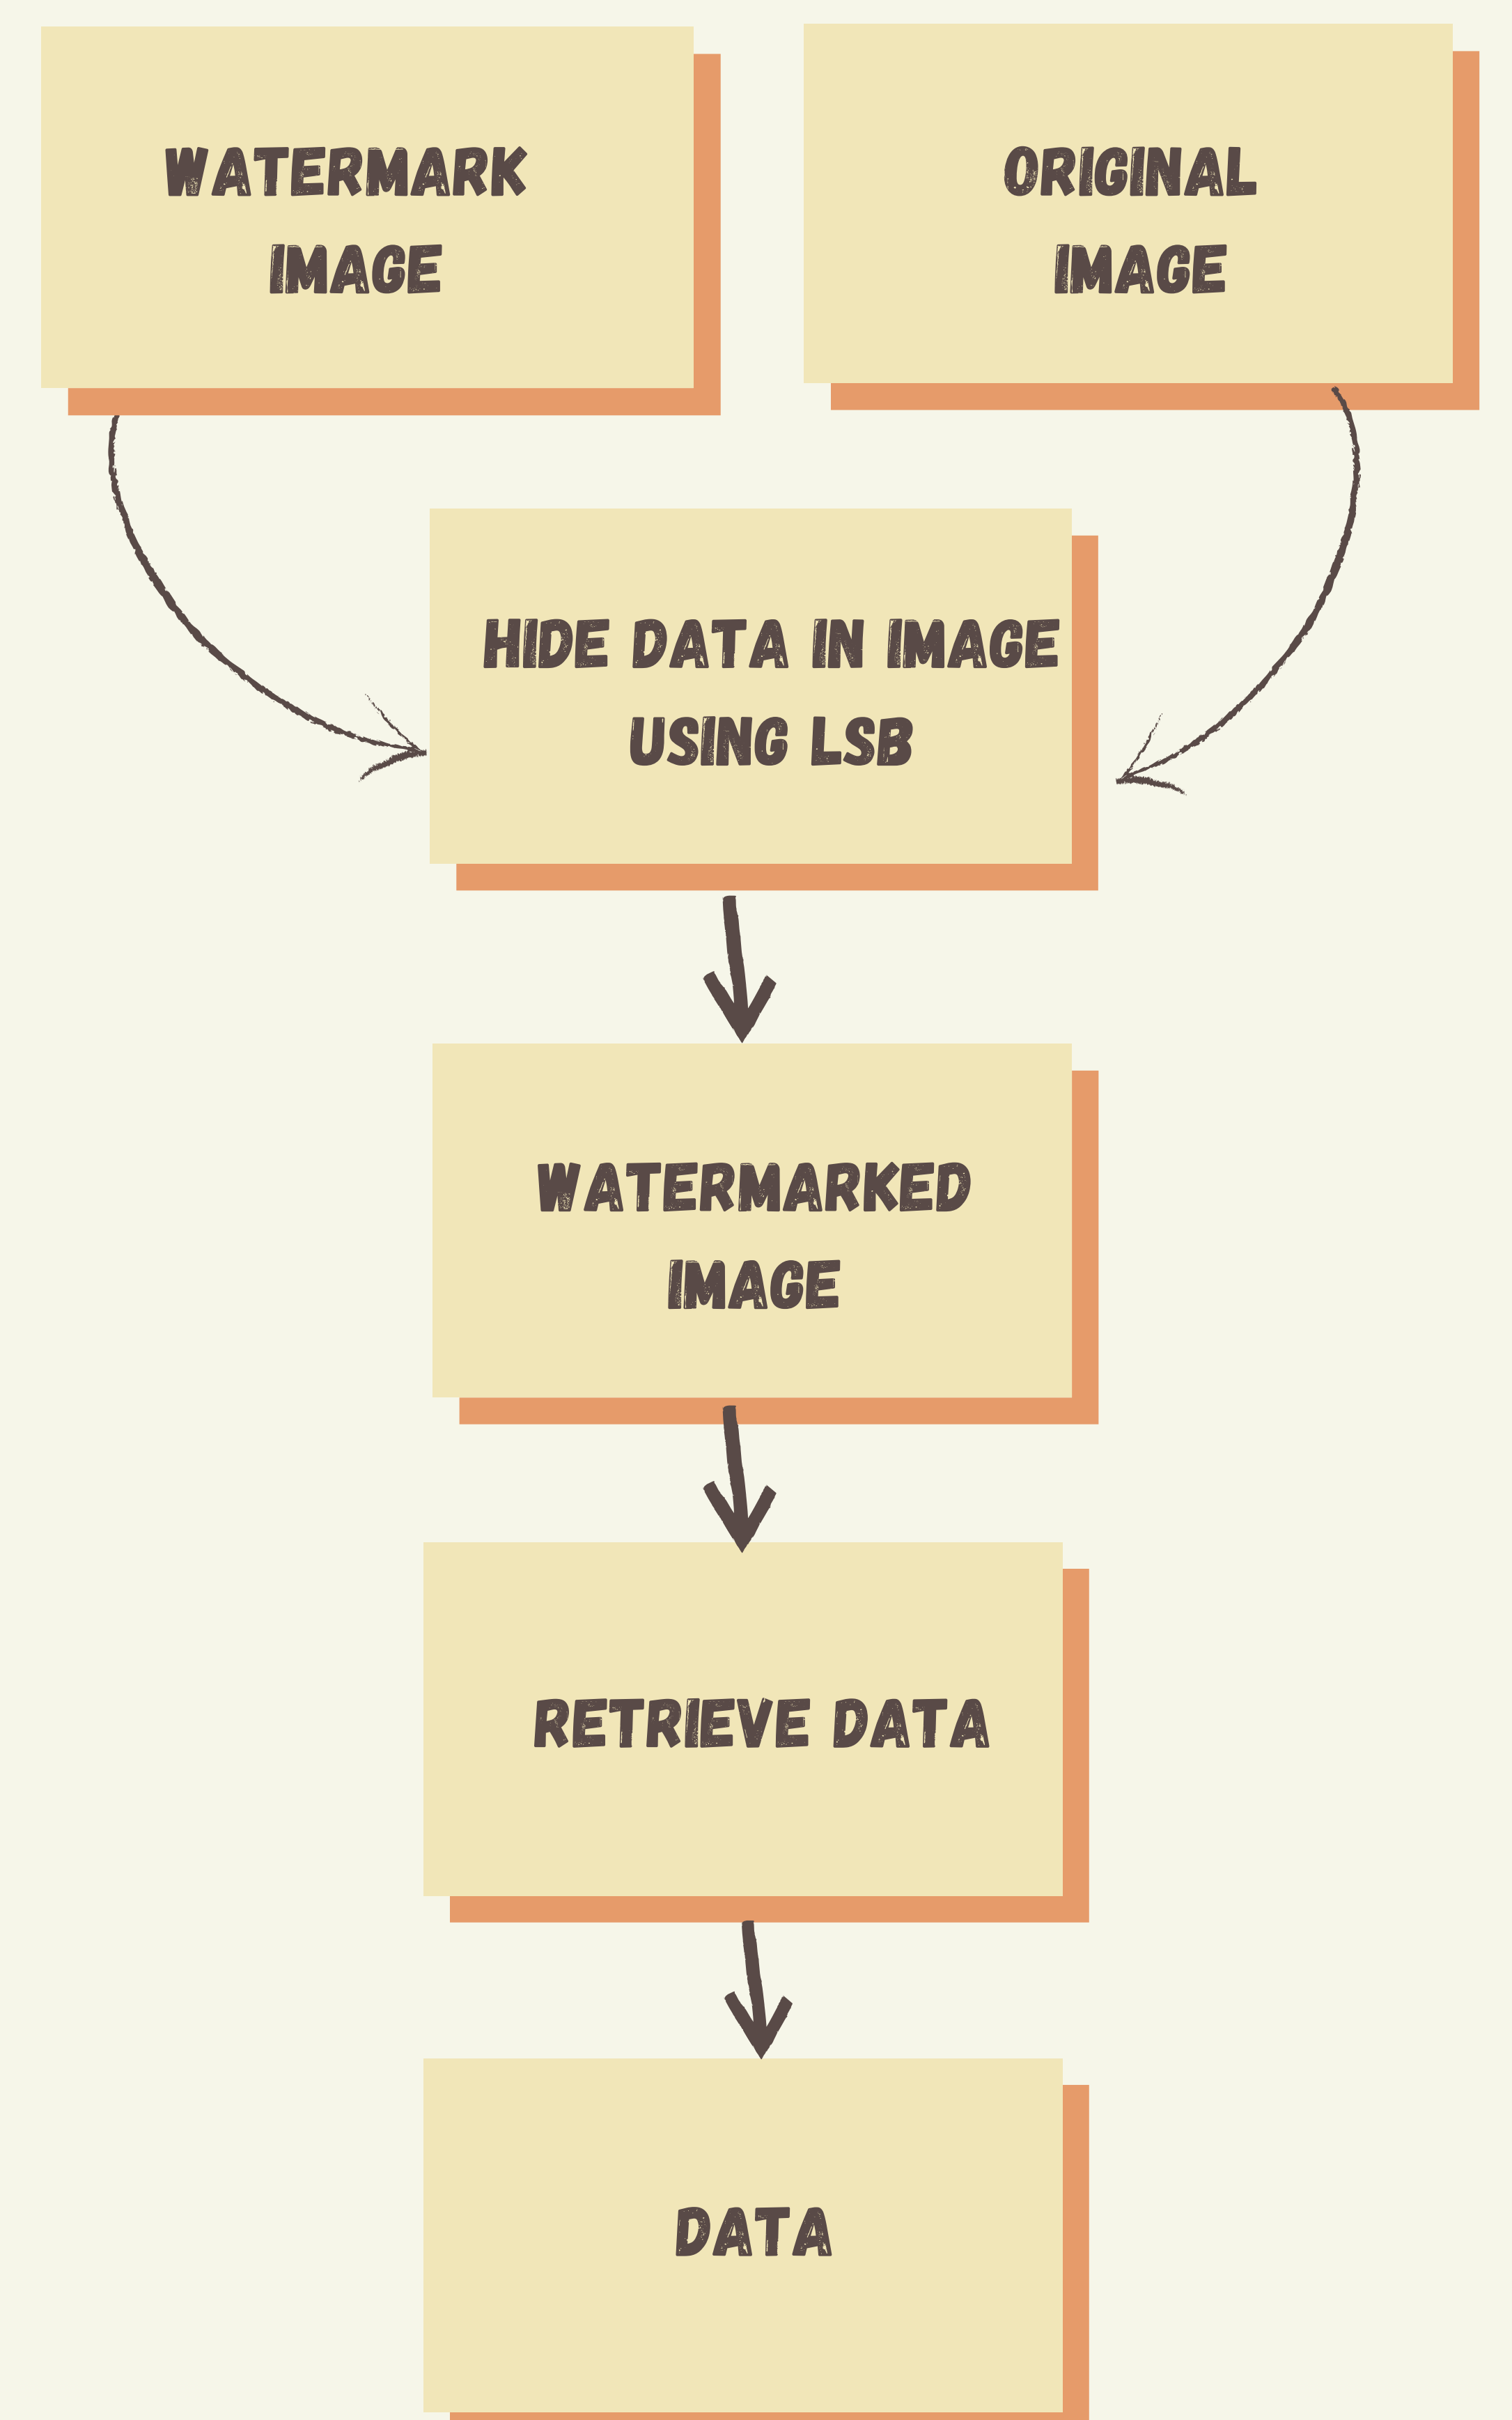 WATERMARK
IMAGE
ORIGINAL
IMAGE
HIDE DATA IN IMAGE
USING LSB
WATERMARKED
IMAGE
RETRIEVE DATA
DATA